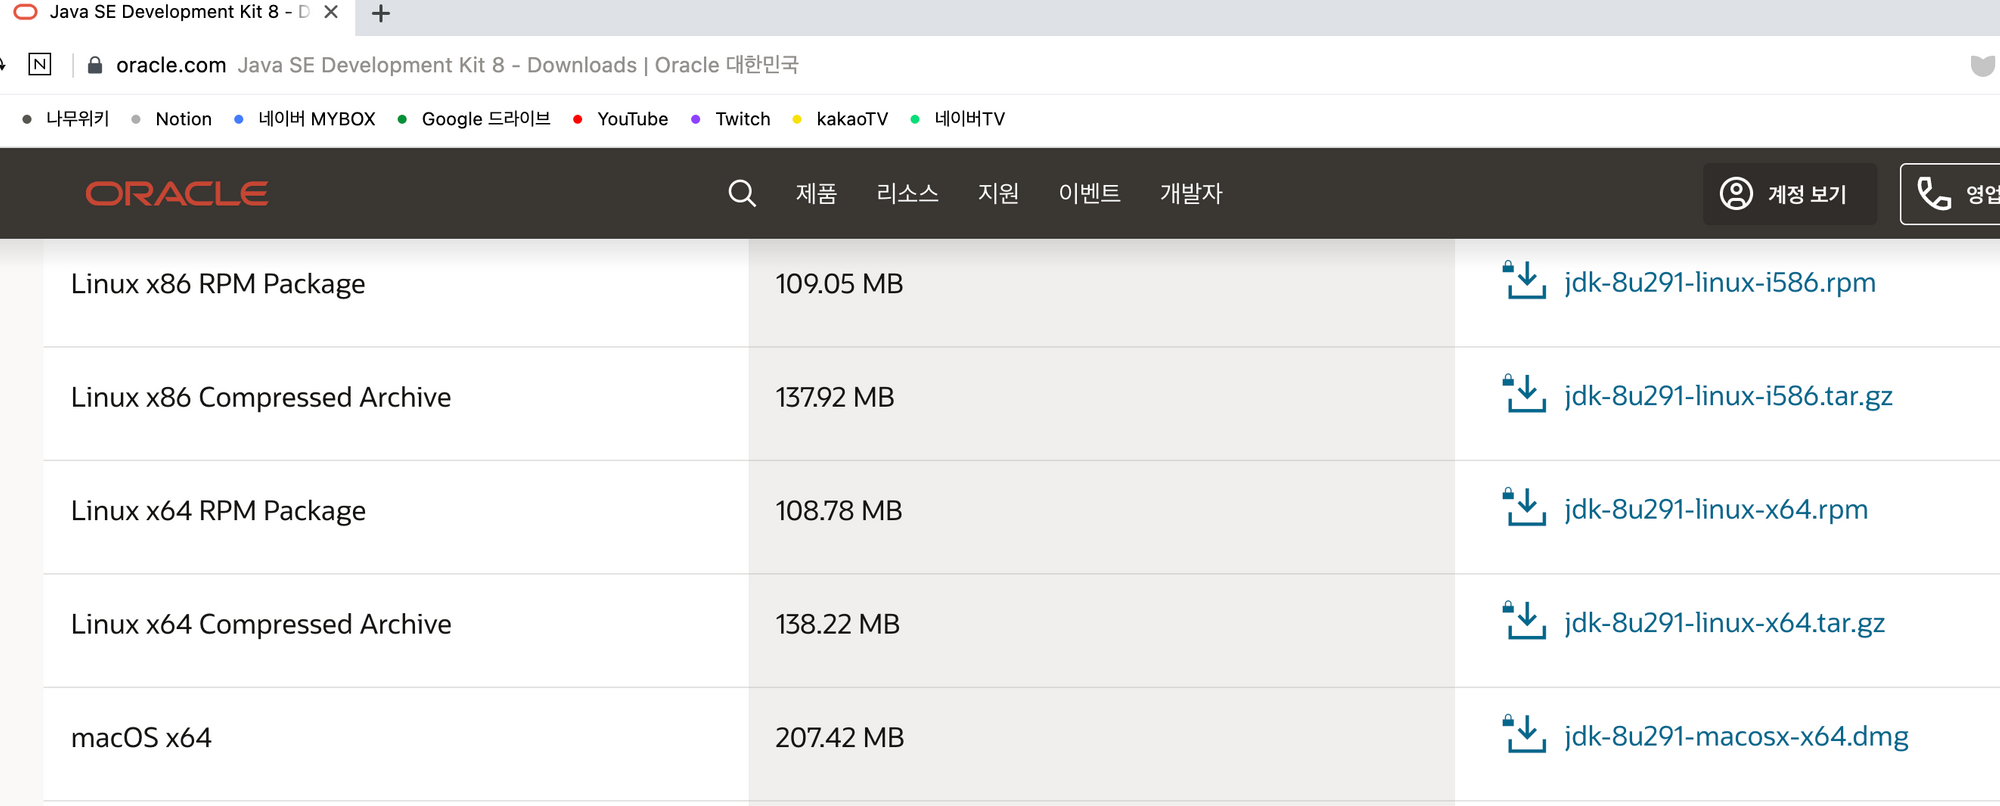 Java SE Development Kit 8 - D
oracle.com Java SE Development Kit 8 - Downloads | Oracle 대한민국
나무위키 Notion 네이버 MYBOX Google 드라이브 YouTube Twitch kakaoTV 네이버TV
ORACLE 제품 리소스 지원 이벤트 개발자 계정 보기 영업
Linux x86 RPM Package 109.05 MB jdk-8u291-linux-i586.rpm
Linux x86 Compressed Archive 137.92 MB jdk-8u291-linux-i586.tar.gz
Linux x64 RPM Package 108.78 MB jdk-8u291-linux-x64.rpm
Linux x64 Compressed Archive 138.22 MB jdk-8u291-linux-x64.tar.gz
macOS x64 207.42 MB jdk-8u291-macosx-x64.dmg